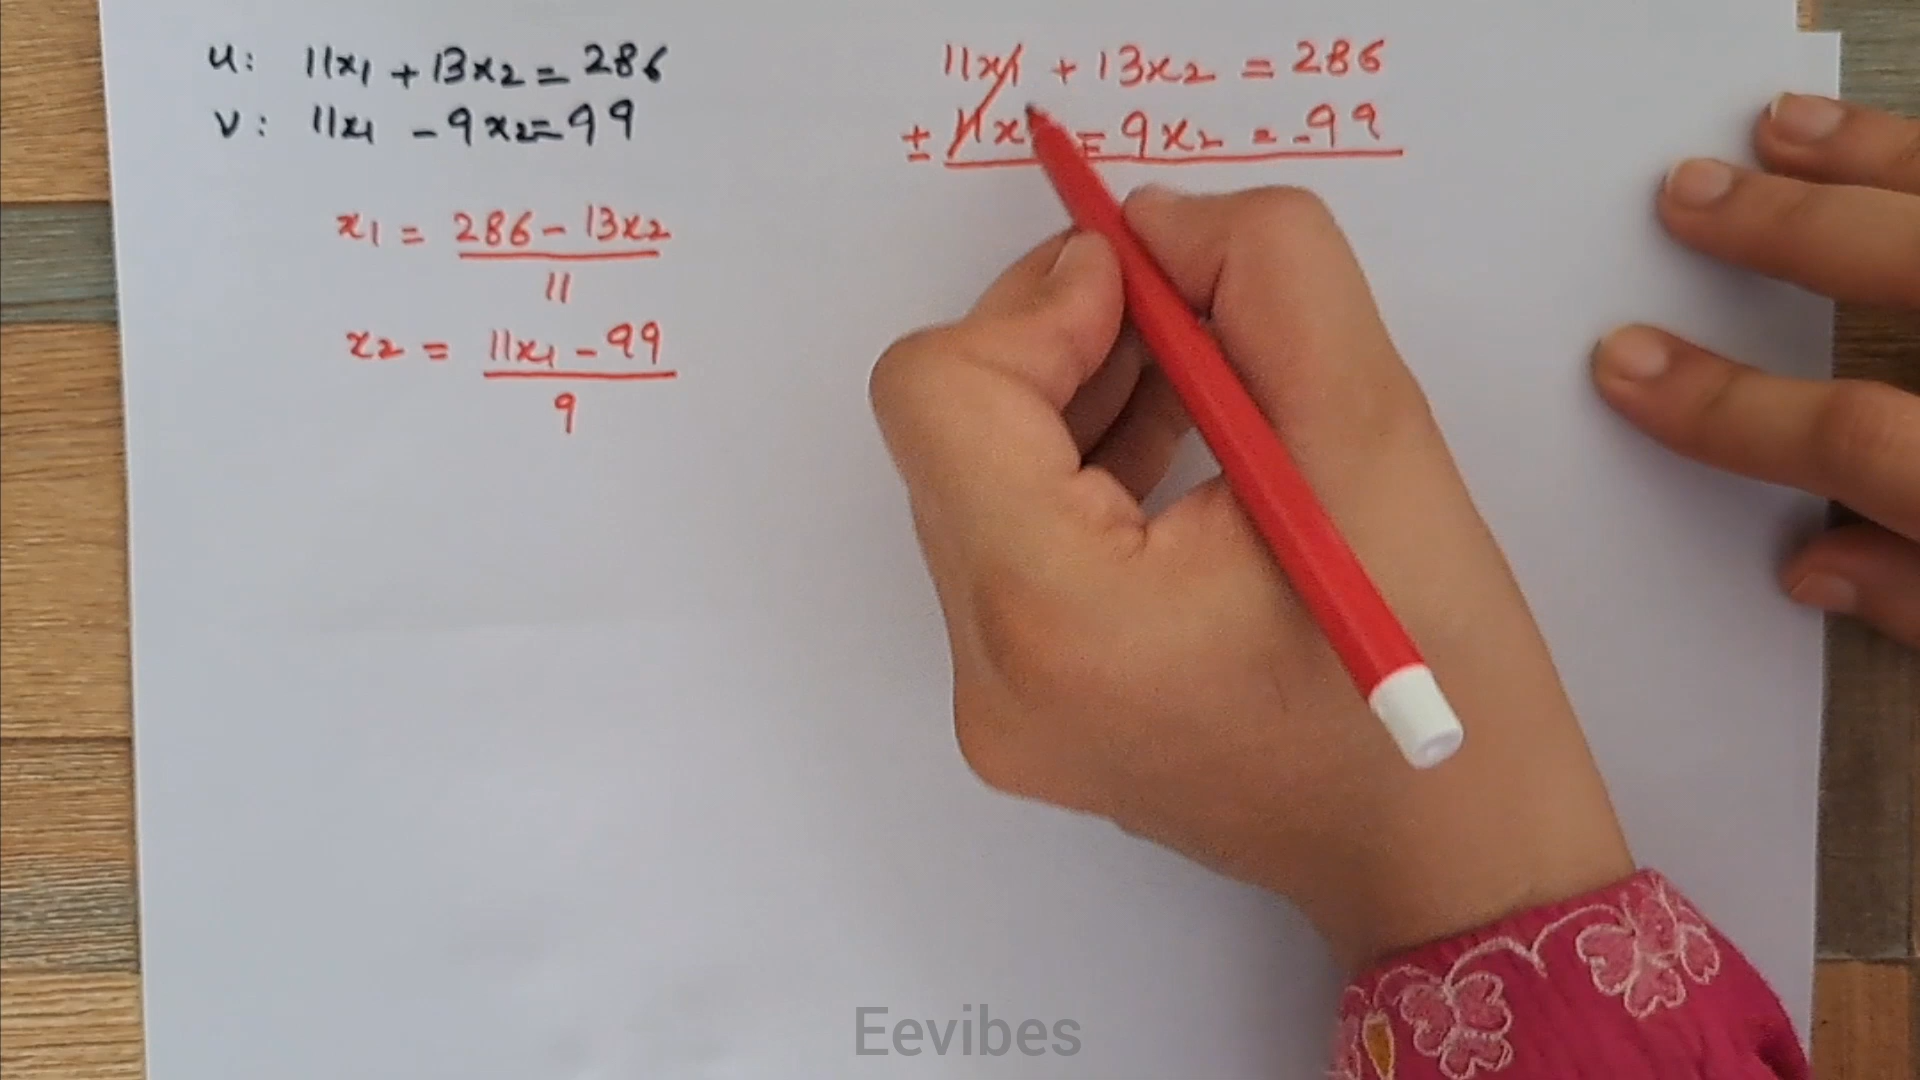 u: 11x1 + 13x2 = 286
v: 11x1 - 9x2 = 99
x1 = 286 - 13x2
11
x2 = 11x1 - 99
9
11x1 + 13x2 = 286
± 11x = 9x2 = -99
Eevibes